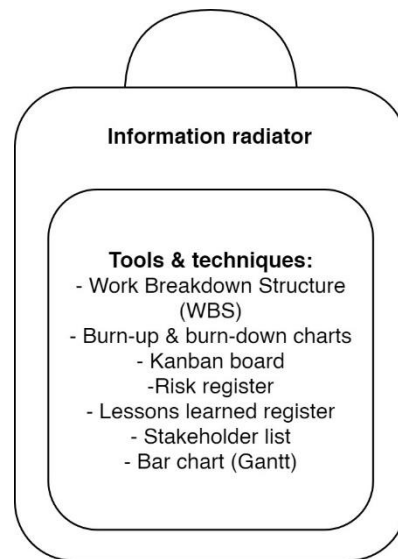 Information radiator
Tools & techniques:
- Work Breakdown Structure
(WBS)
- Burn-up & burn-down charts
- Kanban board
-Risk register
- Lessons learned register
- Stakeholder list
- Bar chart (Gantt)